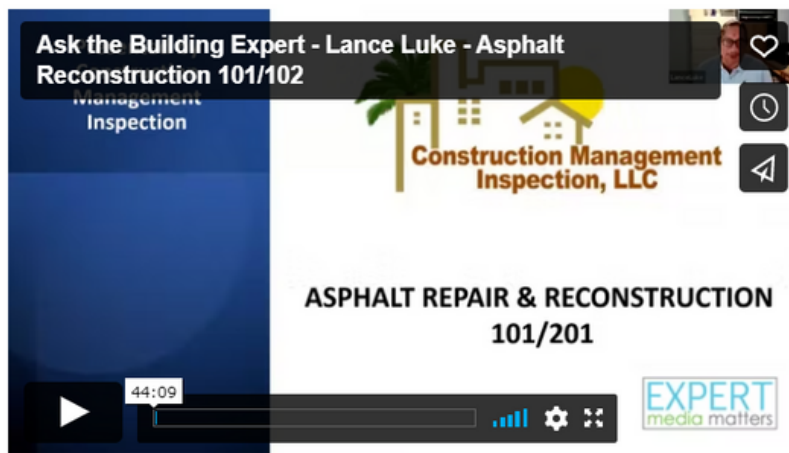 Ask the Building Expert - Lance Luke - Asphalt
Reconstruction 101/102
Management
Inspection
Construction Management
Inspection, LLC
ASPHALT REPAIR & RECONSTRUCTION
101/201
44:09
EXPERT
media matters